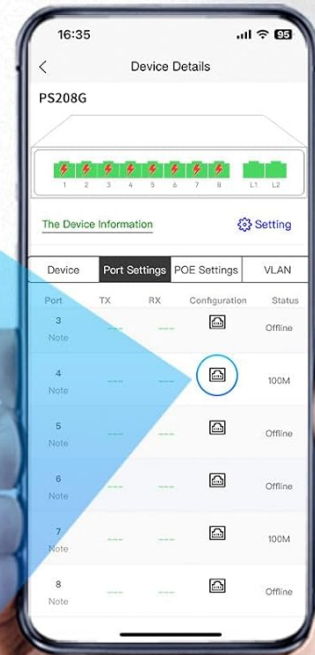 16:35 95
Device Details
PS208G
1 2 3 4 5 6 7 8 L1 L2
The Device Information Setting
Device Port Settings POE Settings VLAN
Port TX RX Configuration Status
3 --- --- Offline
Note
4 --- --- 100M
Note
5 --- --- Offline
Note
6 --- --- Offline
Note
7 --- --- 100M
Note
8 --- --- Offline
Note